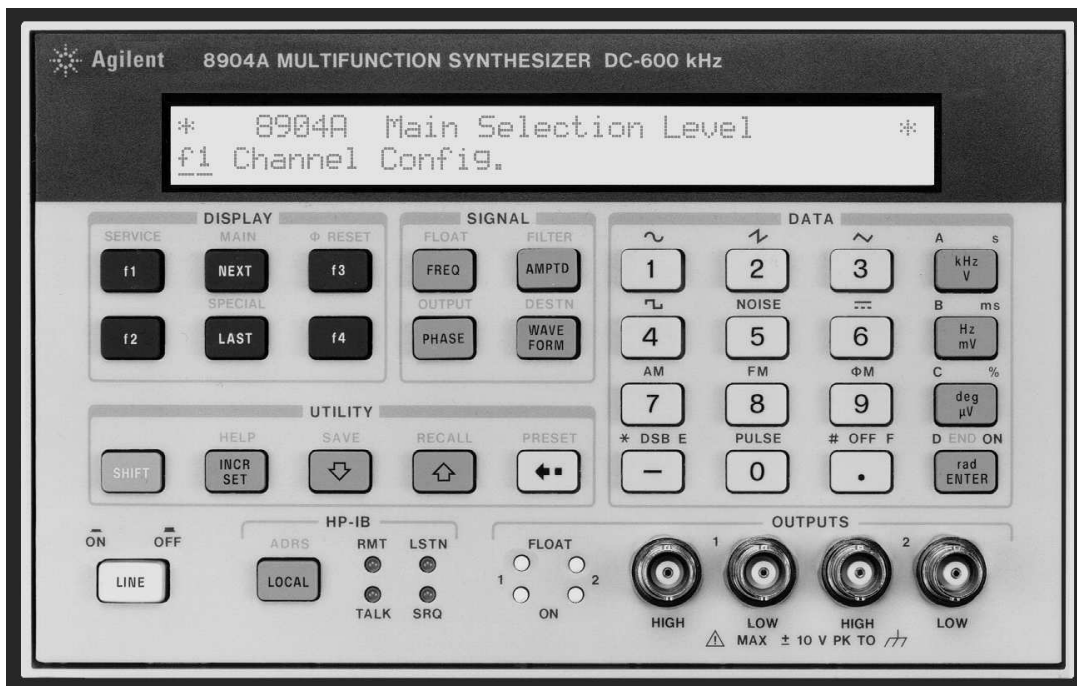 Agilent 8904A MULTIFUNCTION SYNTHESIZER DC-600 kHz
* 8904A Main Selection Level *
f1 Channel Config.
DISPLAY
SERVICE MAIN Φ RESET
f1 NEXT f3
SPECIAL
f2 LAST f4
SIGNAL
FLOAT FILTER
FREQ AMPTD
OUTPUT DESTN
PHASE WAVE FORM
DATA
A s
1 2 3 kHz V
NOISE B ms
4 5 6 Hz mV
AM FM ΦM C %
7 8 9 deg µV
* DSB E PULSE # OFF F D END ON
− 0 . rad ENTER
UTILITY
HELP SAVE RECALL PRESET
SHIFT INCR SET
ON OFF
LINE
HP-IB
ADRS RMT LSTN
LOCAL
TALK SRQ
FLOAT
1 2
ON
OUTPUTS
1 2
HIGH LOW HIGH LOW
MAX ± 10 V PK TO